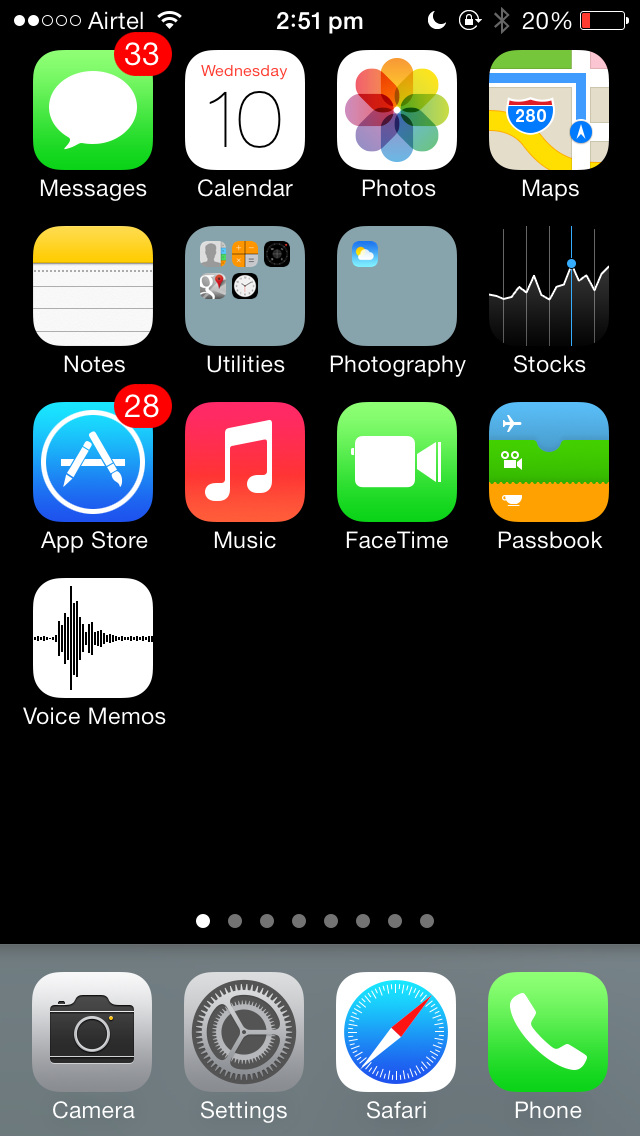 Airtel 2:51 pm 20%
33
Wednesday
10
280
Messages Calendar Photos Maps
Notes Utilities Photography Stocks
28
App Store Music FaceTime Passbook
Voice Memos
Camera Settings Safari Phone